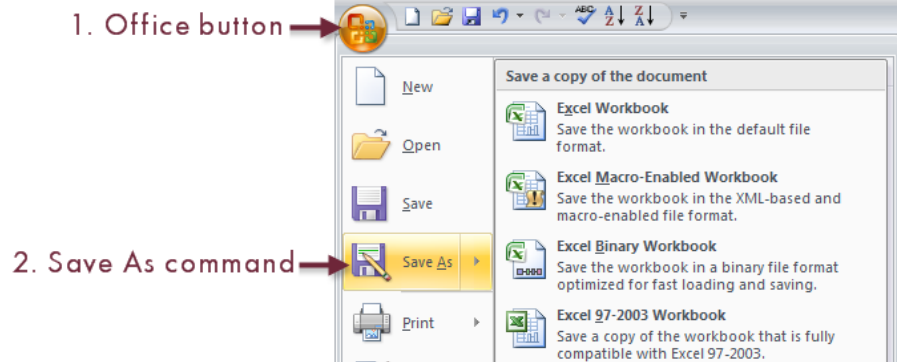 1. Office button
ABC
A
Z
Z
A
New
Open
Save
2. Save As command
Save As
Print
Save a copy of the document
Excel Workbook
Save the workbook in the default file
format.
Excel Macro-Enabled Workbook
Save the workbook in the XML-based and
macro-enabled file format.
Excel Binary Workbook
Save the workbook in a binary file format
optimized for fast loading and saving.
Excel 97-2003 Workbook
Save a copy of the workbook that is fully
compatible with Excel 97-2003.